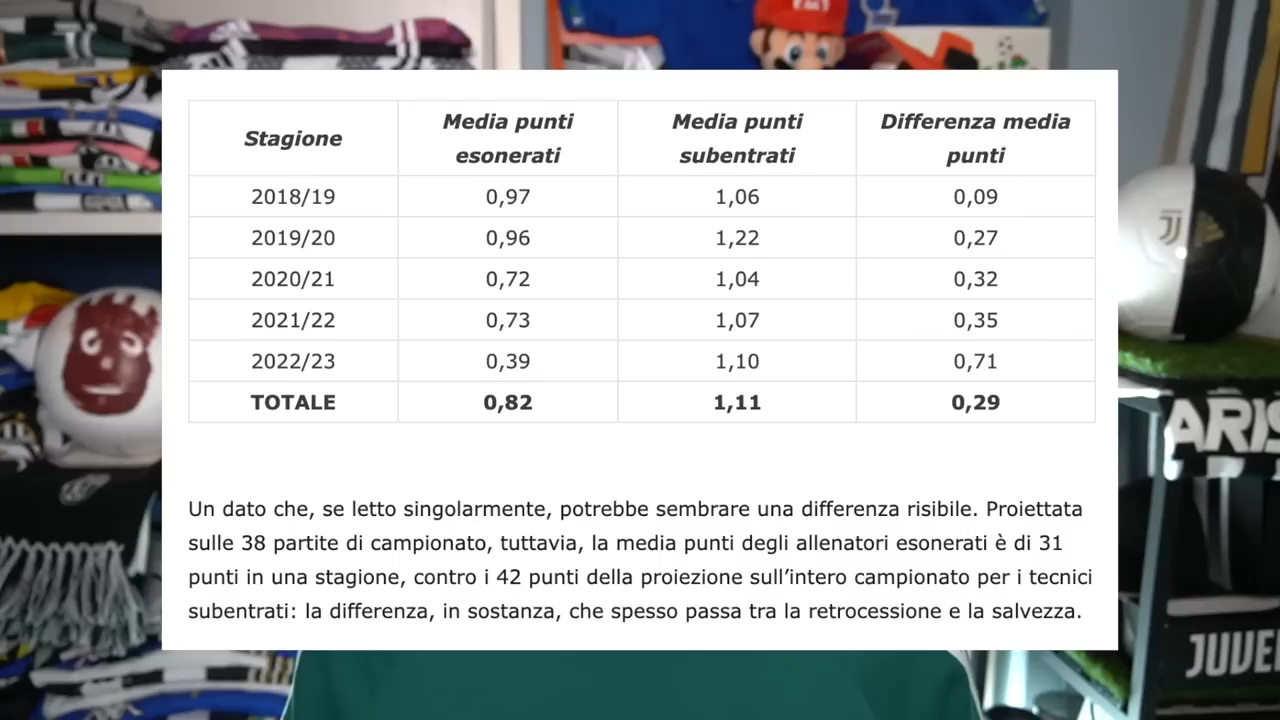 Stagione Media punti esonerati Media punti subentrati Differenza media punti
2018/19 0,97 1,06 0,09
2019/20 0,96 1,22 0,27
2020/21 0,72 1,04 0,32
2021/22 0,73 1,07 0,35
2022/23 0,39 1,10 0,71
TOTALE 0,82 1,11 0,29
Un dato che, se letto singolarmente, potrebbe sembrare una differenza risibile. Proiettata
sulle 38 partite di campionato, tuttavia, la media punti degli allenatori esonerati è di 31
punti in una stagione, contro i 42 punti della proiezione sull’intero campionato per i tecnici
subentrati: la differenza, in sostanza, che spesso passa tra la retrocessione e la salvezza.
ARIS
JUVE